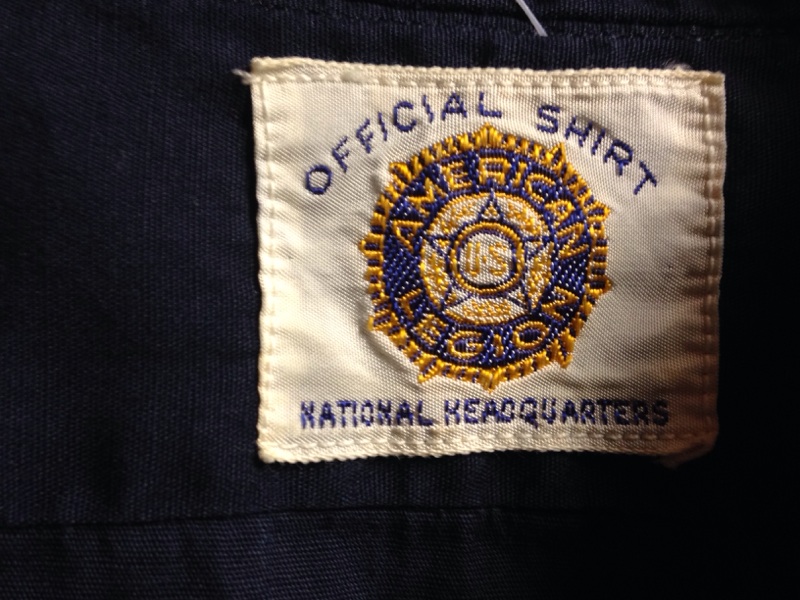 OFFICIAL SHIRT
AMERICAN
U.S
LEGION
NATIONAL HEADQUARTERS